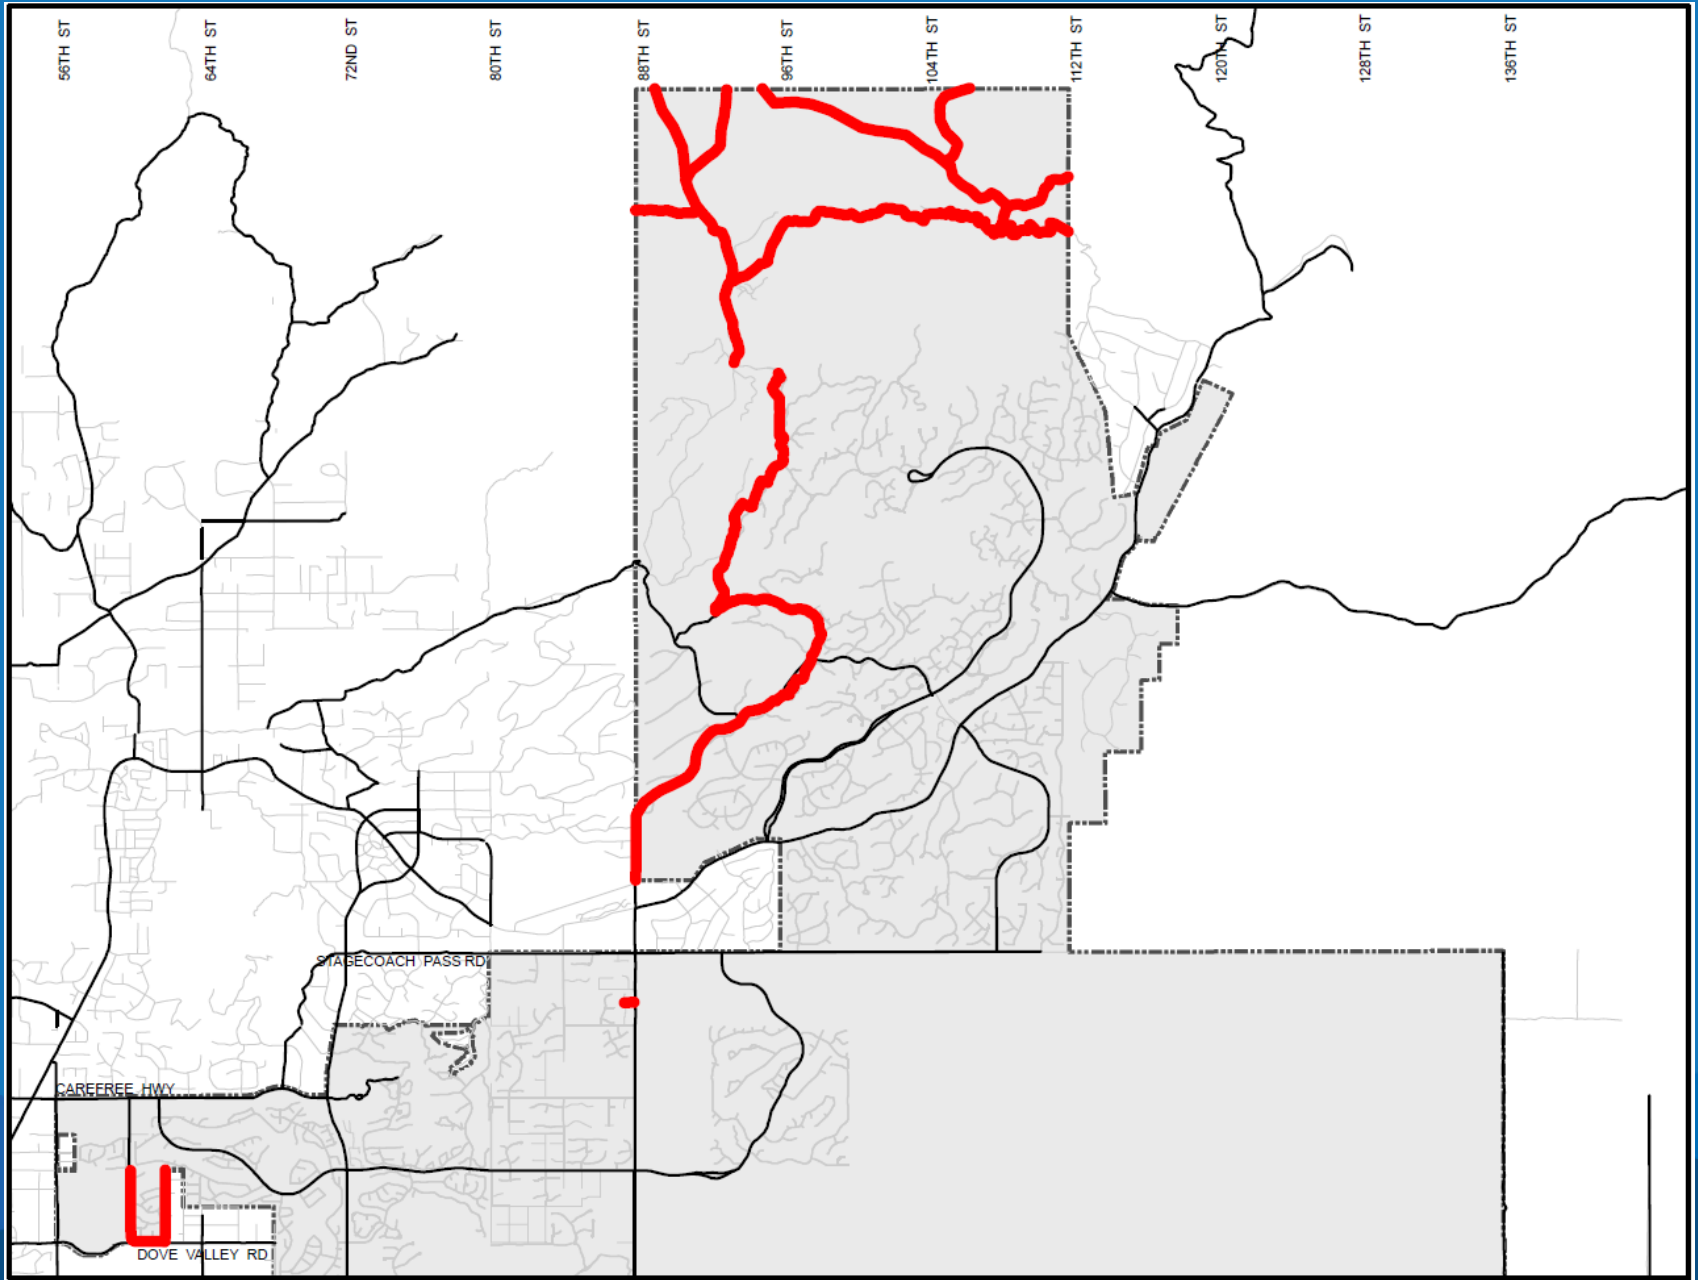 56TH ST
64TH ST
72ND ST
80TH ST
88TH ST
96TH ST
104TH ST
112TH ST
120TH ST
128TH ST
136TH ST
STAGECOACH PASS RD
CAREFREE HWY
DOVE VALLEY RD